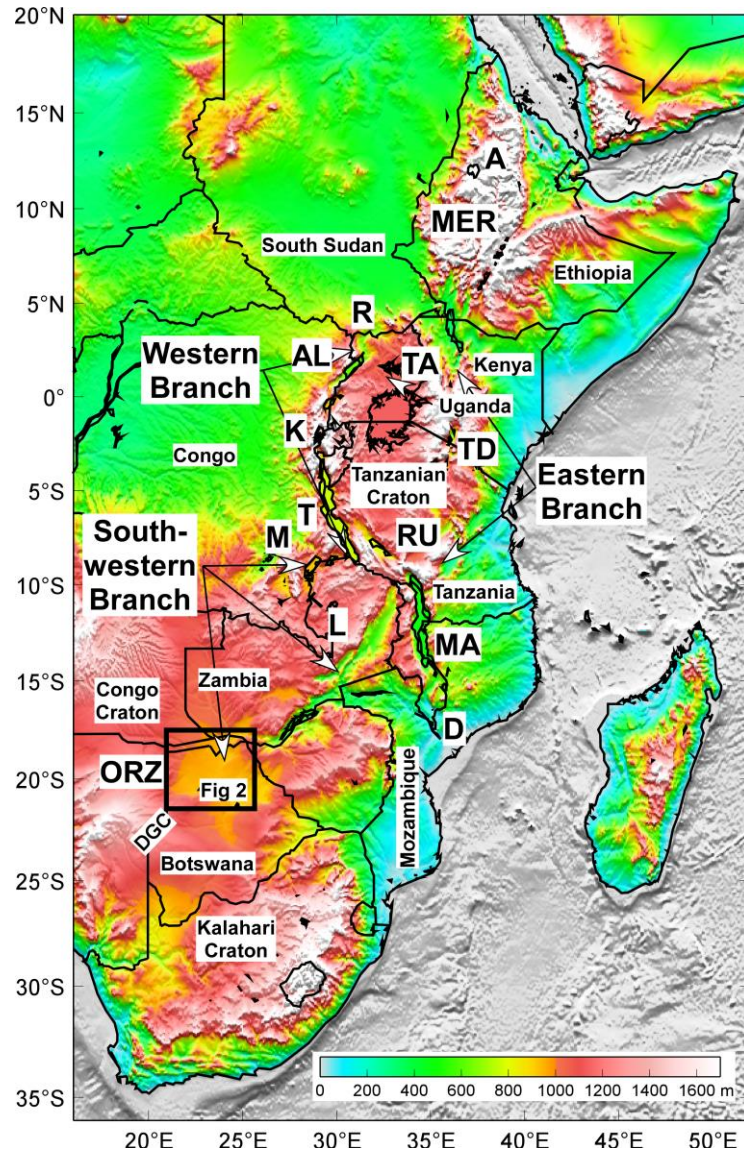 20°N
15°N
10°N
5°N
0°
5°S
10°S
15°S
20°S
25°S
30°S
35°S
A
MER
South Sudan
Ethiopia
R
AL
TA
Kenya
Western
Branch
Uganda
K
TD
Congo
Tanzanian
Craton
Eastern
Branch
T
RU
M
South-
western
Branch
Tanzania
L
MA
Zambia
Congo
Craton
D
ORZ
Fig 2
Mozambique
DGC
Botswana
Kalahari
Craton
0 200 400 600 800 1000 1200 1400 1600 m
20°E 25°E 30°E 35°E 40°E 45°E 50°E